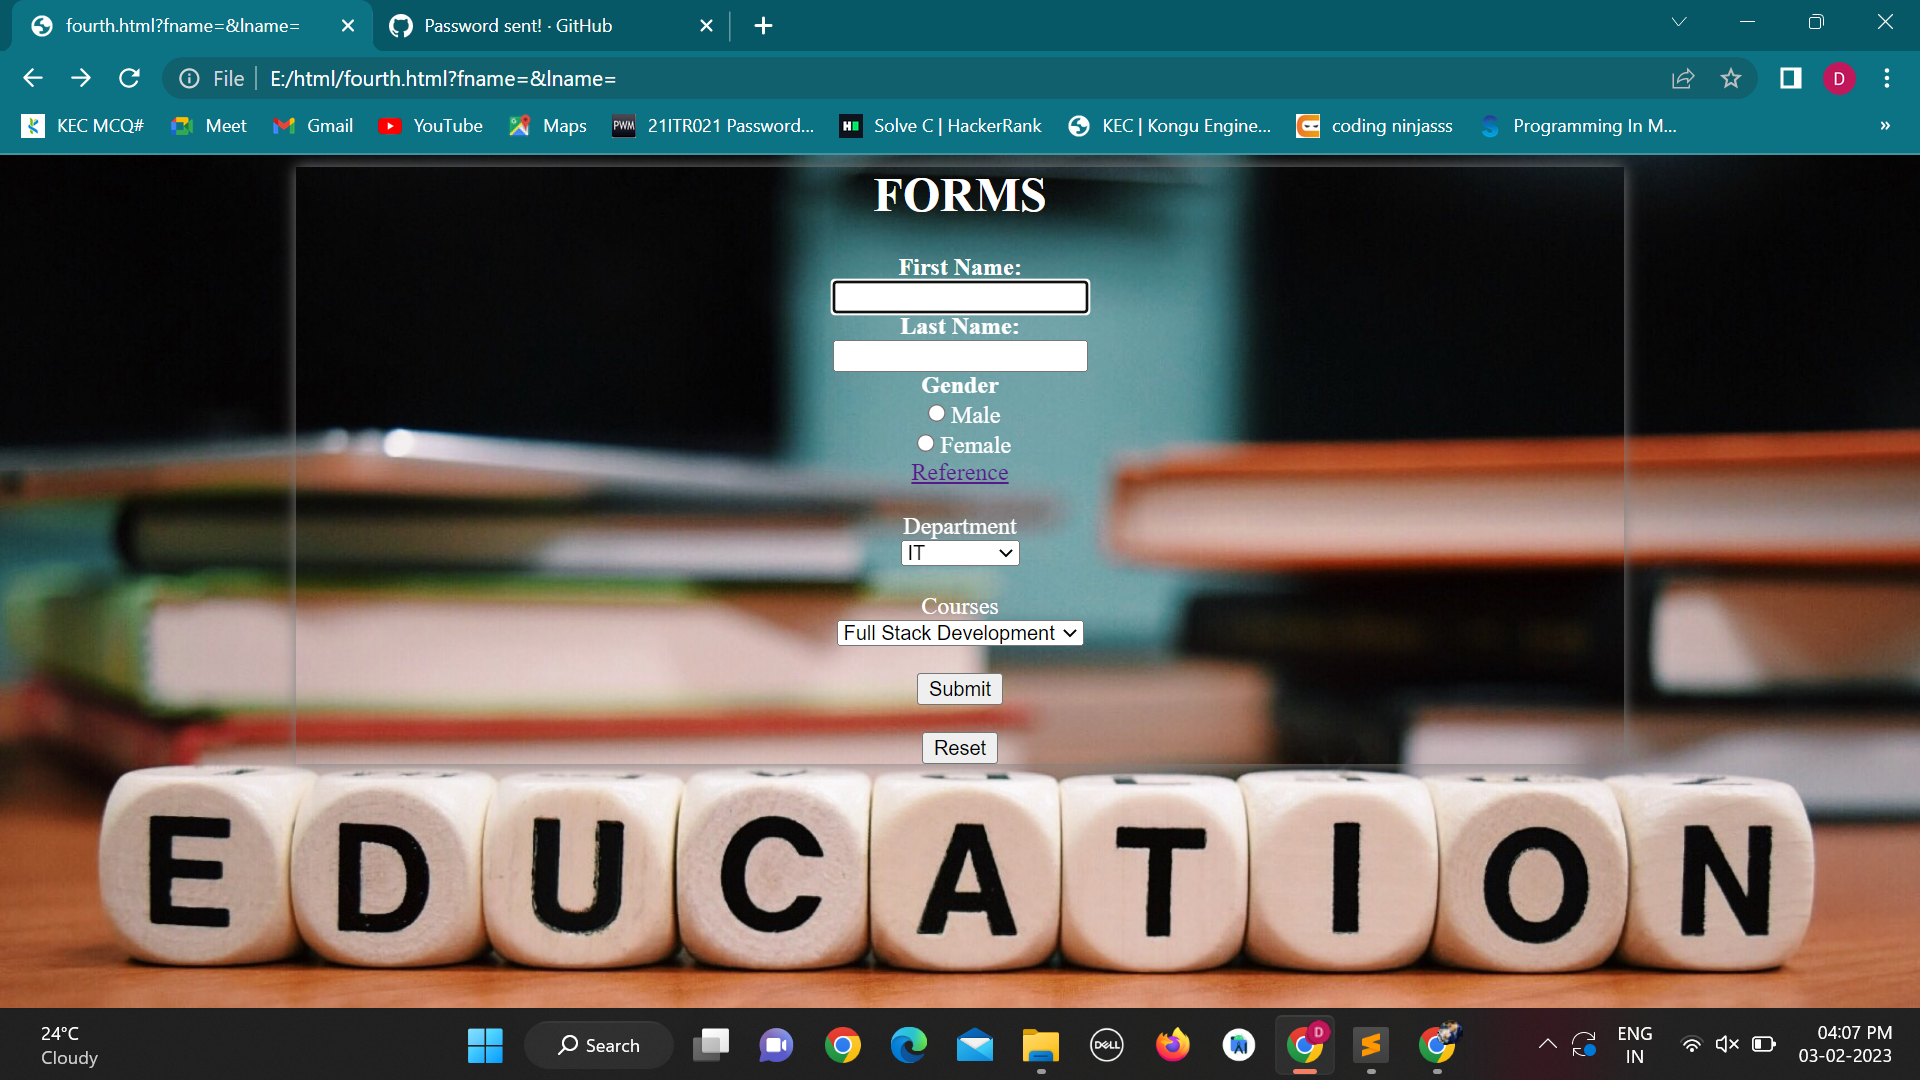 fourth.html?fname=&lname=
Password sent! · GitHub
File
E:/html/fourth.html?fname=&lname=
D
KEC MCQ#
Meet
Gmail
YouTube
Maps
PWM
21ITR021 Password...
H
Solve C | HackerRank
KEC | Kongu Engine...
coding ninjasss
S
Programming In M...
»
FORMS
First Name:
Last Name:
Gender
Male
Female
Reference
Department
IT
Courses
Full Stack Development
Submit
Reset
EDUCATION
24°C
Cloudy
Search
DELL
D
ENG
IN
04:07 PM
03-02-2023